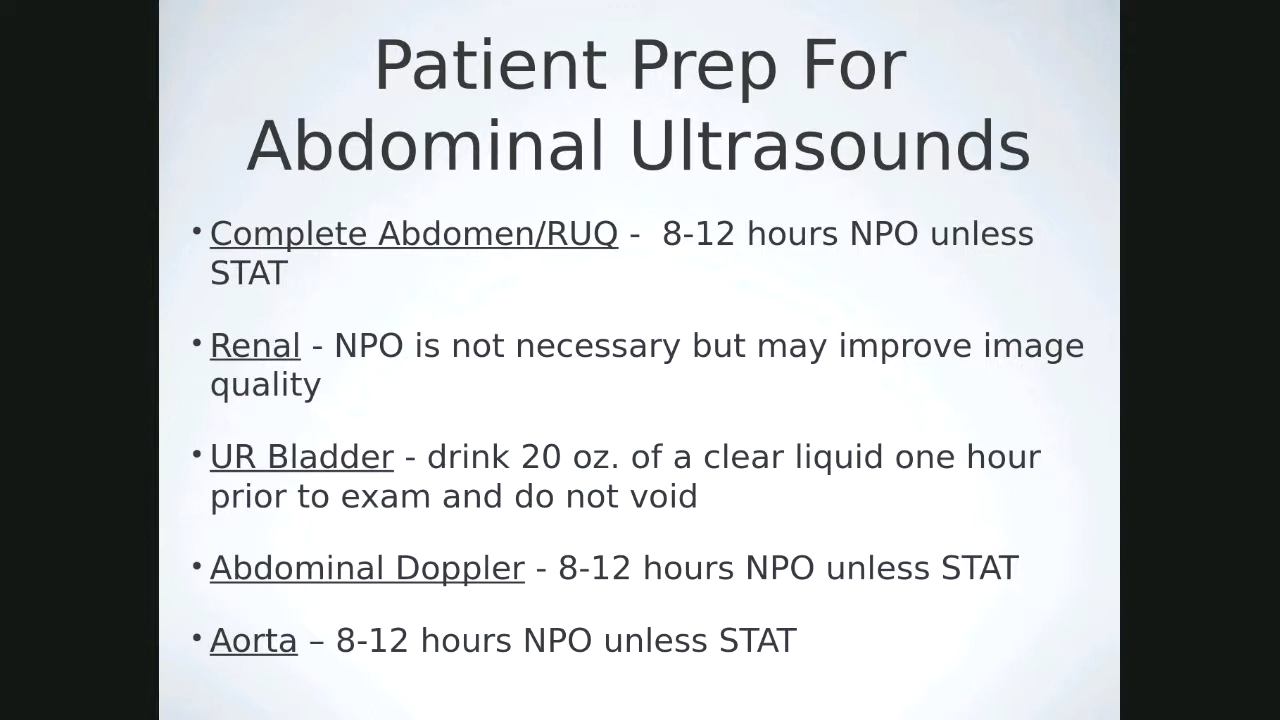 Patient Prep For
Abdominal Ultrasounds
• Complete Abdomen/RUQ -  8-12 hours NPO unless
STAT
• Renal - NPO is not necessary but may improve image
quality
• UR Bladder - drink 20 oz. of a clear liquid one hour
prior to exam and do not void
• Abdominal Doppler - 8-12 hours NPO unless STAT
• Aorta – 8-12 hours NPO unless STAT